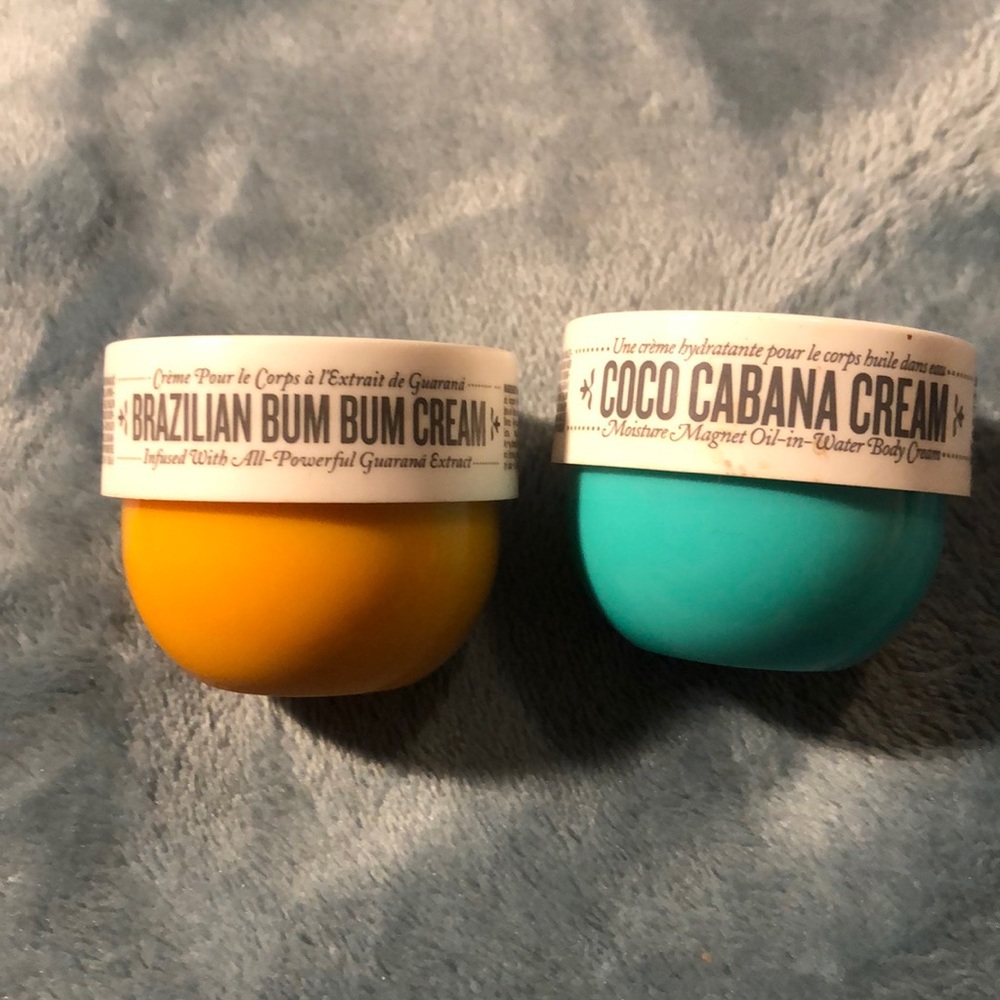 Crème Pour le Corps à l'Extrait de Guaraná
BRAZILIAN BUM BUM CREAM
Infused With All-Powerful Guaraná Extract
Une crème hydratante pour le corps huile dans eau
COCO CABANA CREAM
Moisture-Magnet Oil-in-Water Body Cream